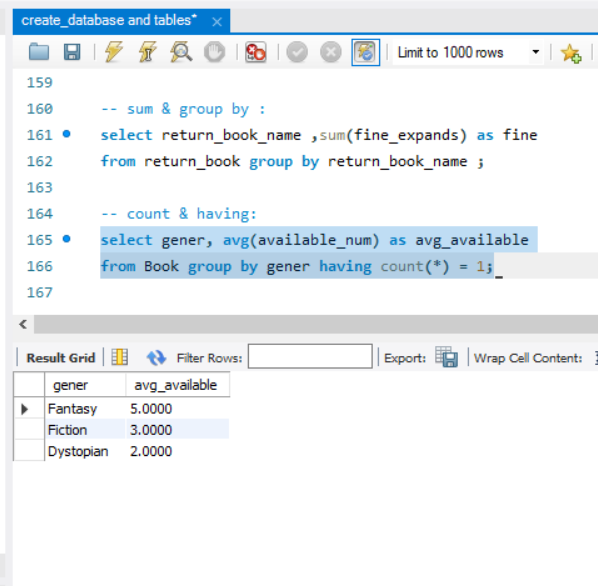 create_database and tables*
Limit to 1000 rows
159
160 -- sum & group by :
161 select return_book_name ,sum(fine_expands) as fine
162 from return_book group by return_book_name ;
163
164 -- count & having:
165 select gener, avg(available_num) as avg_available
166 from Book group by gener having count(*) = 1;
167
Result Grid Filter Rows: Export: Wrap Cell Content:
gener avg_available
Fantasy 5.0000
Fiction 3.0000
Dystopian 2.0000